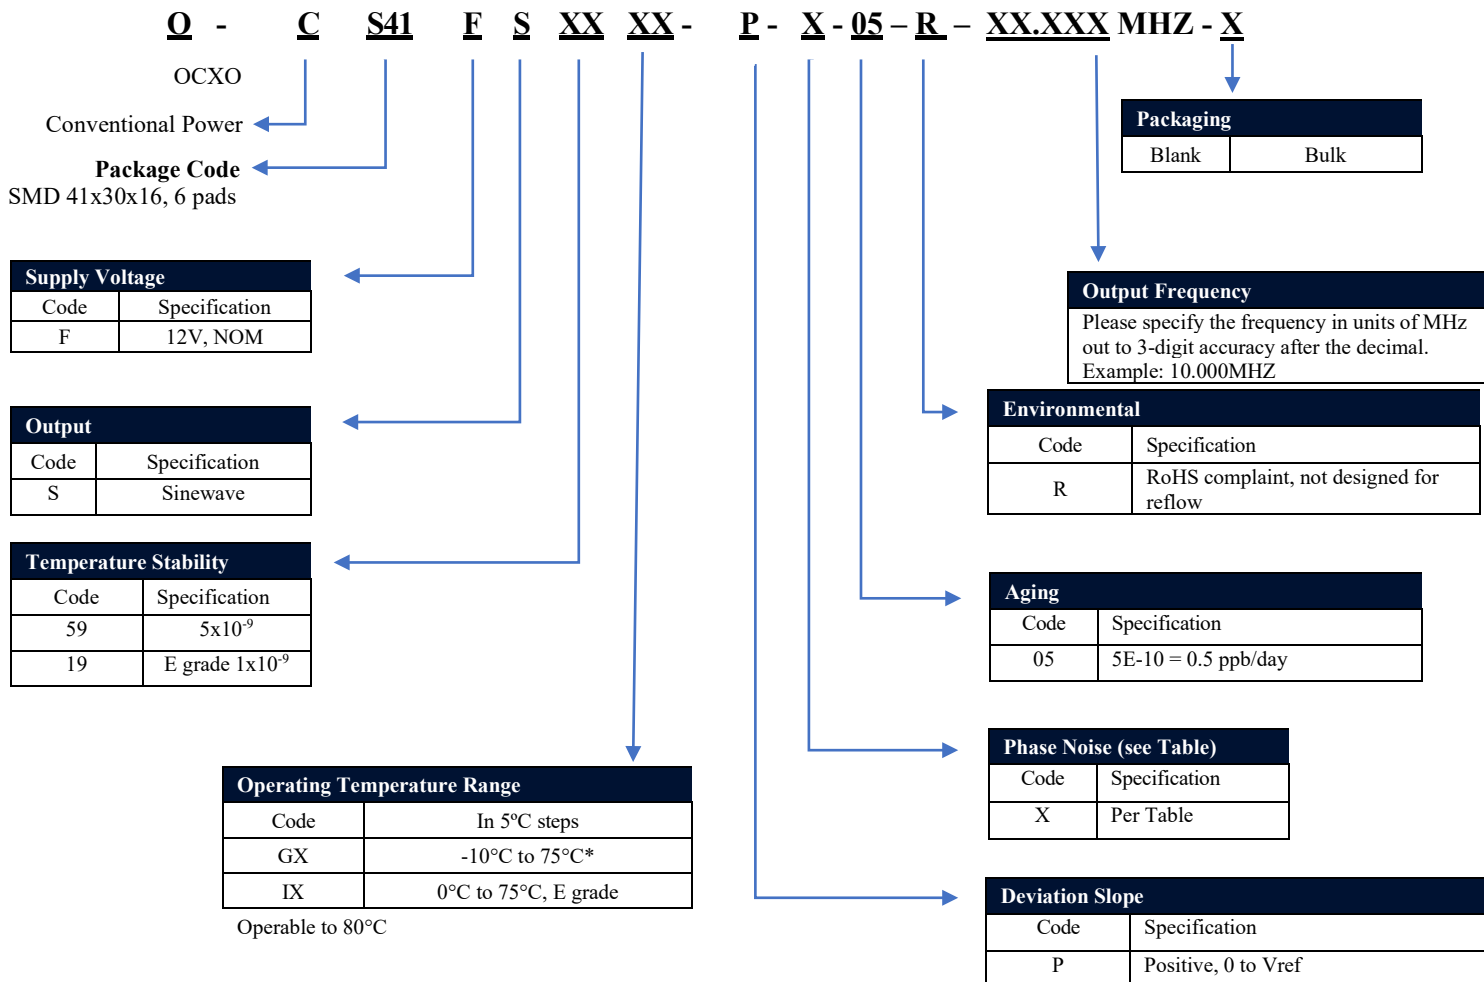 O - C S41 F S XX XX - P - X - 05 – R – XX.XXX MHZ - X
OCXO
Conventional Power
Package Code
SMD 41x30x16, 6 pads
Packaging
Blank Bulk
Supply Voltage
Code Specification
F 12V, NOM
Output Frequency
Please specify the frequency in units of MHz
out to 3-digit accuracy after the decimal.
Example: 10.000MHZ
Output
Code Specification
S Sinewave
Environmental
Code Specification
R RoHS complaint, not designed for
reflow
Temperature Stability
Code Specification
59 5x10⁻⁹
19 E grade 1x10⁻⁹
Aging
Code Specification
05 5E-10 = 0.5 ppb/day
Operating Temperature Range
Code In 5ºC steps
GX -10°C to 75°C*
IX 0°C to 75°C, E grade
Operable to 80°C
Phase Noise (see Table)
Code Specification
X Per Table
Deviation Slope
Code Specification
P Positive, 0 to Vref